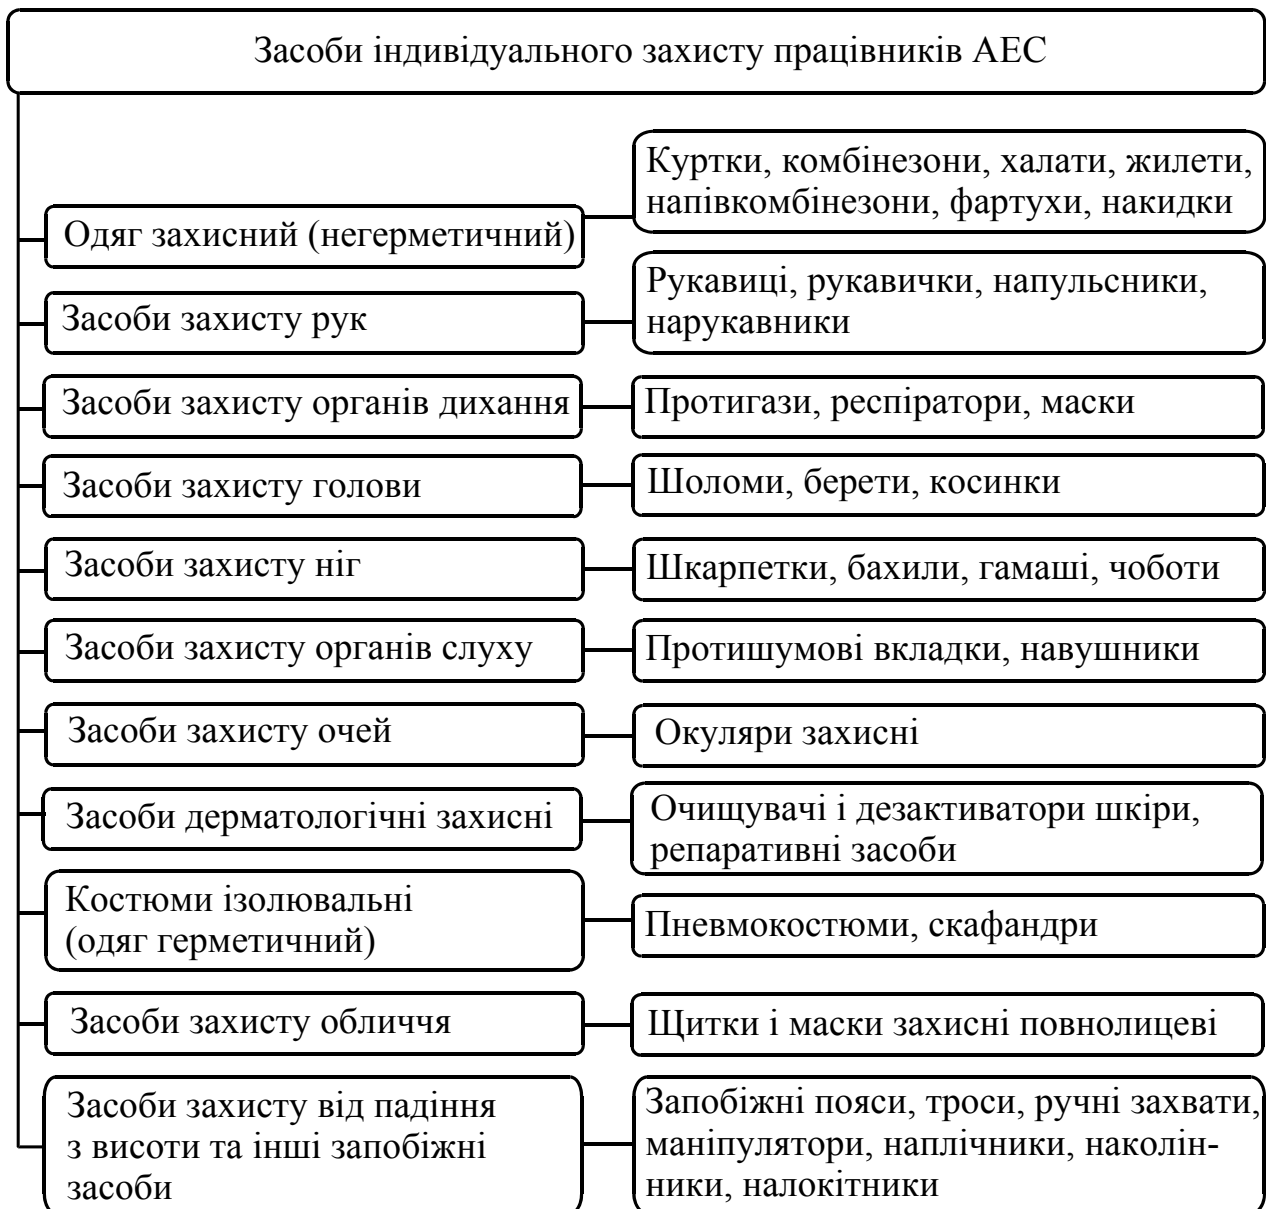 Засоби індивідуального захисту працівників АЕС
Одяг захисний (негерметичний)
Куртки, комбінезони, халати, жилети,
напівкомбінезони, фартухи, накидки
Засоби захисту рук
Рукавиці, рукавички, напульсники,
нарукавники
Засоби захисту органів дихання
Протигази, респіратори, маски
Засоби захисту голови
Шоломи, берети, косинки
Засоби захисту ніг
Шкарпетки, бахили, гамаші, чоботи
Засоби захисту органів слуху
Протишумові вкладки, навушники
Засоби захисту очей
Окуляри захисні
Засоби дерматологічні захисні
Очищувачі і дезактиватори шкіри,
репаративні засоби
Костюми ізолювальні
(одяг герметичний)
Пневмокостюми, скафандри
Засоби захисту обличчя
Щитки і маски захисні повнолицеві
Засоби захисту від падіння
з висоти та інші запобіжні
засоби
Запобіжні пояси, троси, ручні захвати,
маніпулятори, наплічники, наколін-
ники, налокітники